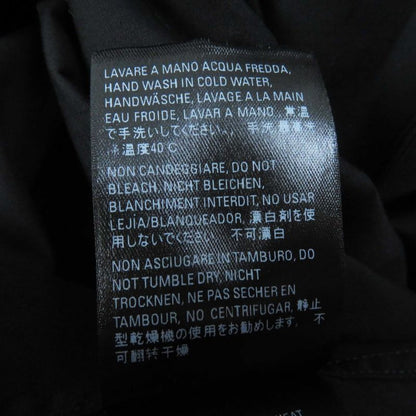 LAVARE A MANO ACQUA FREDDA,
HAND WASH IN COLD WATER,
HANDWÄSCHE, LAVAGE A LA MAIN
EAU FROIDE, LAVAR A MANO, 常温
で手洗いしてください。, 手洗
温度40 C
NON CANDEGGIARE, DO NOT
BLEACH, NICHT BLEICHEN,
BLANCHIMENT INTERDIT, NO USAR
LEJIA/BLANQUEADOR, 漂白剤を使
用しないでください 不可漂白
NON ASCIUGARE IN TAMBURO, DO
NOT TUMBLE DRY, NICHT
TROCKNEN, NE PAS SECHER EN
TAMBOUR, NO CENTRIFUGAR, 静止
型乾燥機の使用をお勧めします, 不
可翻转干燥